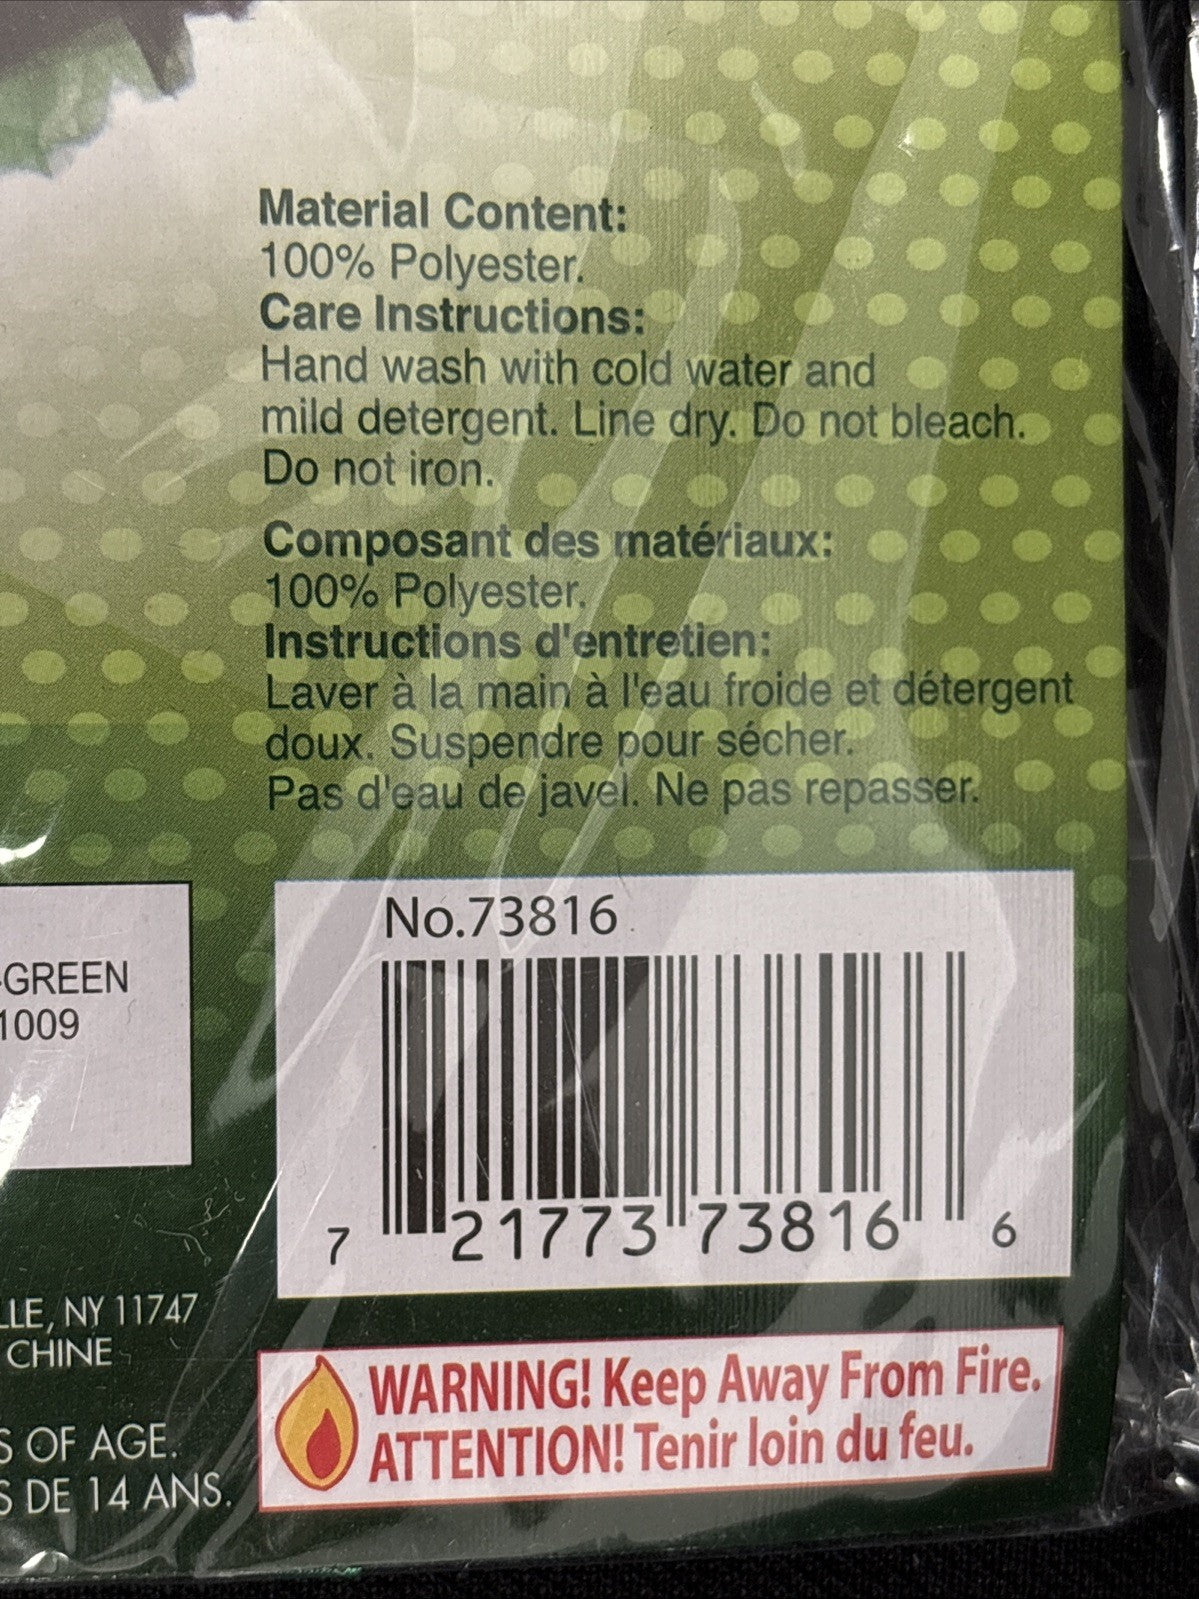 Material Content:
100% Polyester.
Care Instructions:
Hand wash with cold water and
mild detergent. Line dry. Do not bleach.
Do not iron.
Composant des matériaux:
100% Polyester.
Instructions d'entretien:
Laver à la main à l'eau froide et détergent
doux. Suspendre pour sécher.
Pas d'eau de javel. Ne pas repasser.
-GREEN
1009
No.73816
7 21773 73816 6
LLE, NY 11747
CHINE
S OF AGE.
S DE 14 ANS.
WARNING! Keep Away From Fire.
ATTENTION! Tenir loin du feu.